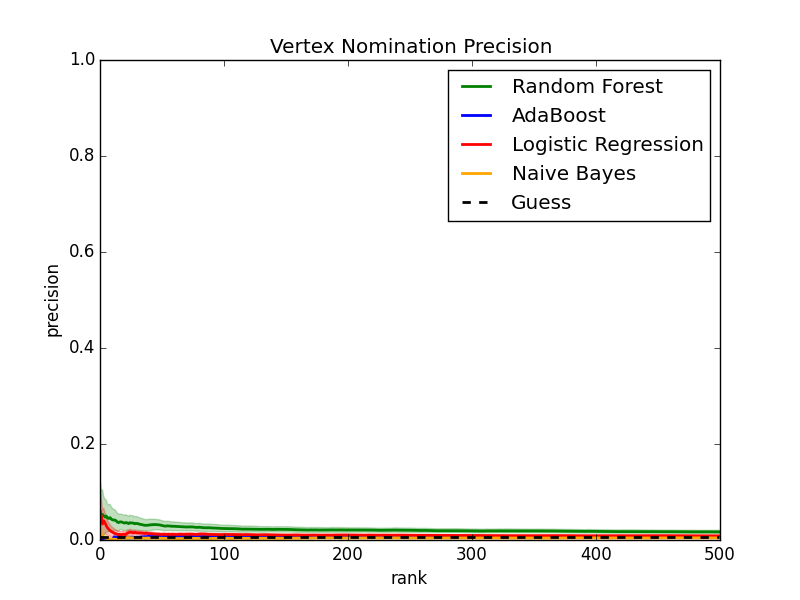 Vertex Nomination Precision
1.0
0.8
0.6
0.4
0.2
0.0
precision
Random Forest
AdaBoost
Logistic Regression
Naive Bayes
Guess
0 100 200 300 400 500
rank